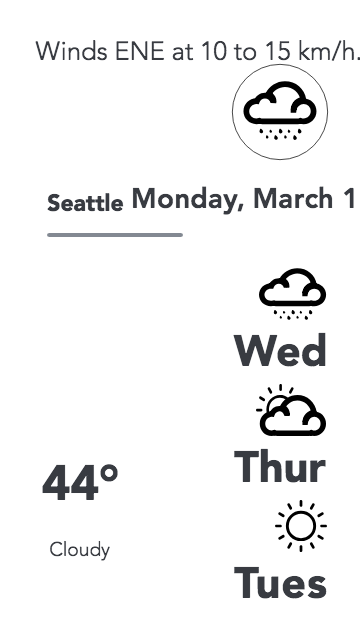 Winds ENE at 10 to 15 km/h.
Seattle Monday, March 1
Wed
Thur
44°
Cloudy
Tues